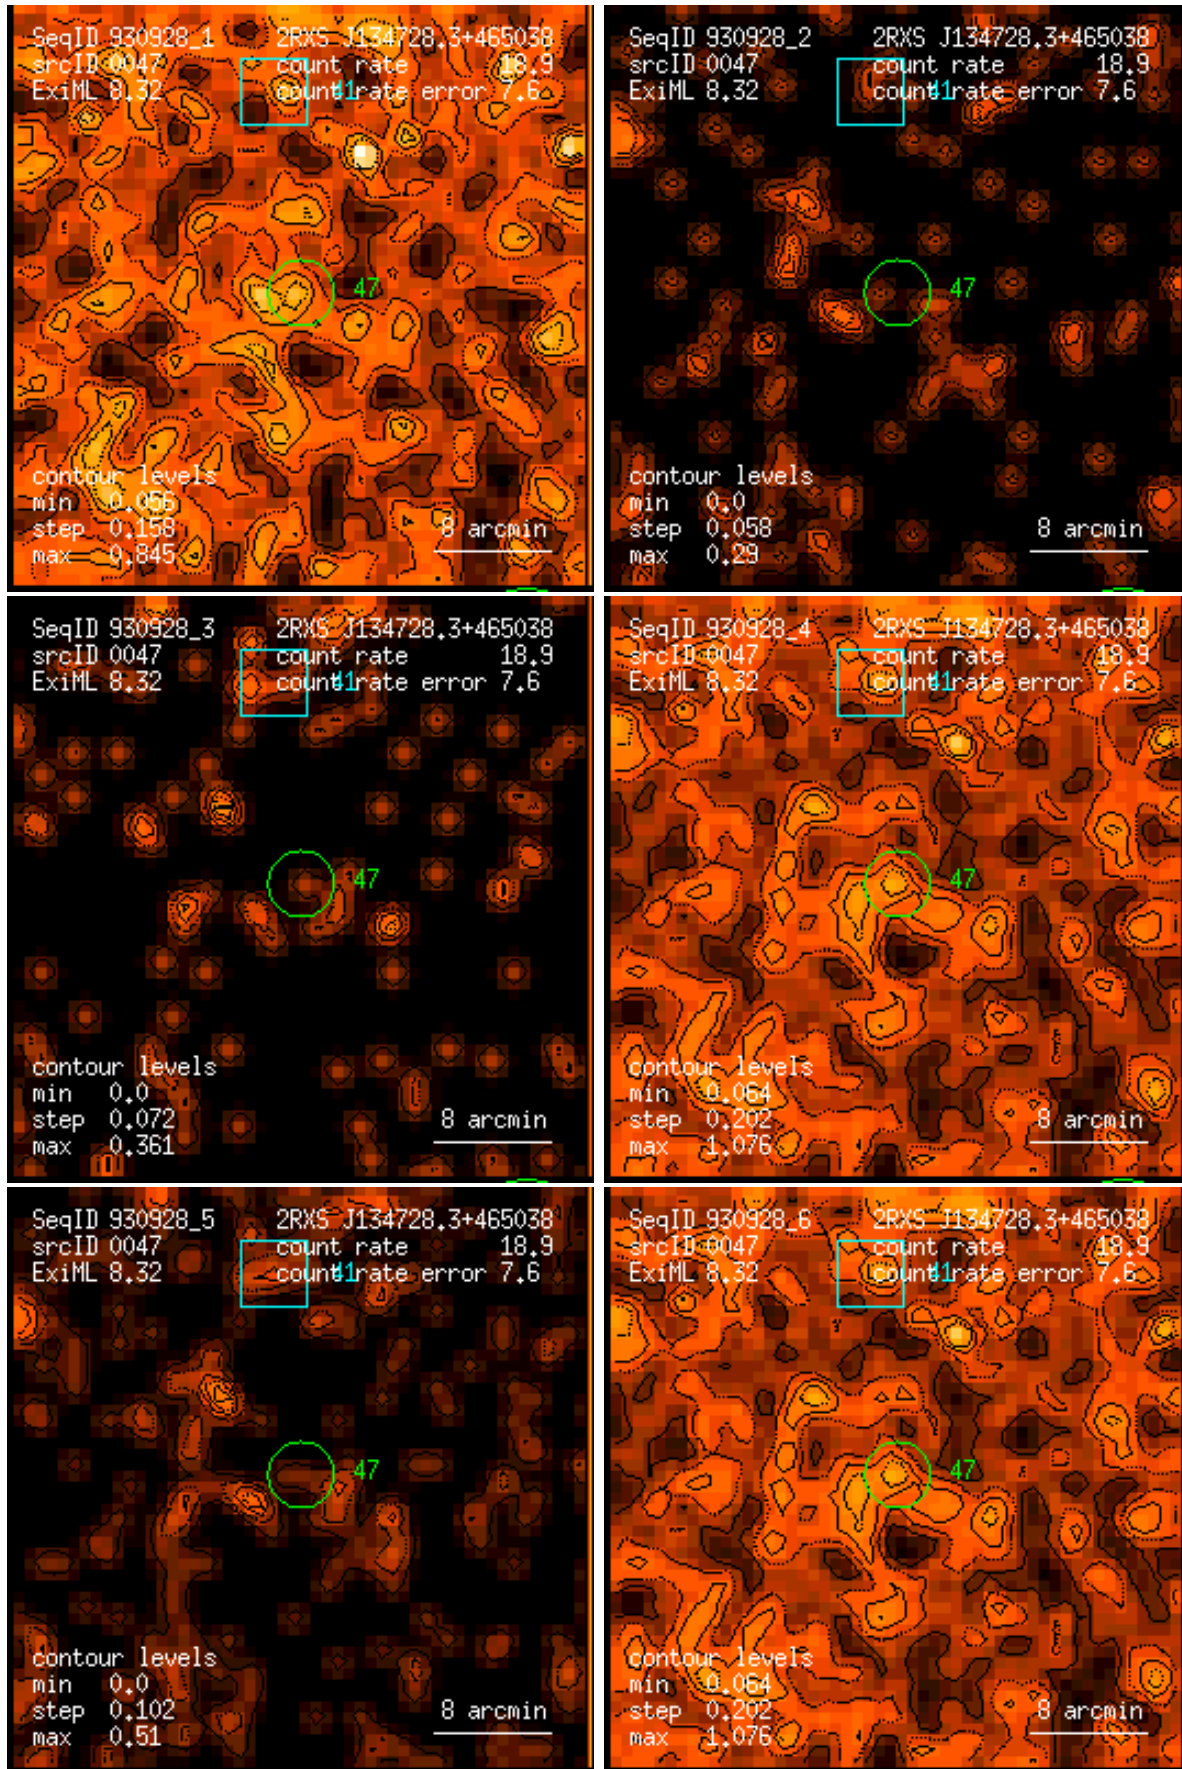 SeqID 930928_1 2RXS J134728.3+465038
srcID 0047 count rate 18.9
ExiML 8.32 count rate error 7.6
41
47
contour levels
min 0.056
step 0.158
max 0.845
8 arcmin
SeqID 930928_2 2RXS J134728.3+465038
srcID 0047 count rate 18.9
ExiML 8.32 count rate error 7.6
41
47
contour levels
min 0.0
step 0.058
max 0.29
8 arcmin
SeqID 930928_3 2RXS J134728.3+465038
srcID 0047 count rate 18.9
ExiML 8.32 count rate error 7.6
41
47
contour levels
min 0.0
step 0.072
max 0.361
8 arcmin
SeqID 930928_4 2RXS J134728.3+465038
srcID 0047 count rate 18.9
ExiML 8.32 count rate error 7.6
41
47
contour levels
min 0.064
step 0.202
max 1.076
8 arcmin
SeqID 930928_5 2RXS J134728.3+465038
srcID 0047 count rate 18.9
ExiML 8.32 count rate error 7.6
41
47
contour levels
min 0.0
step 0.102
max 0.51
8 arcmin
SeqID 930928_6 2RXS J134728.3+465038
srcID 0047 count rate 18.9
ExiML 8.32 count rate error 7.6
41
47
contour levels
min 0.064
step 0.202
max 1.076
8 arcmin